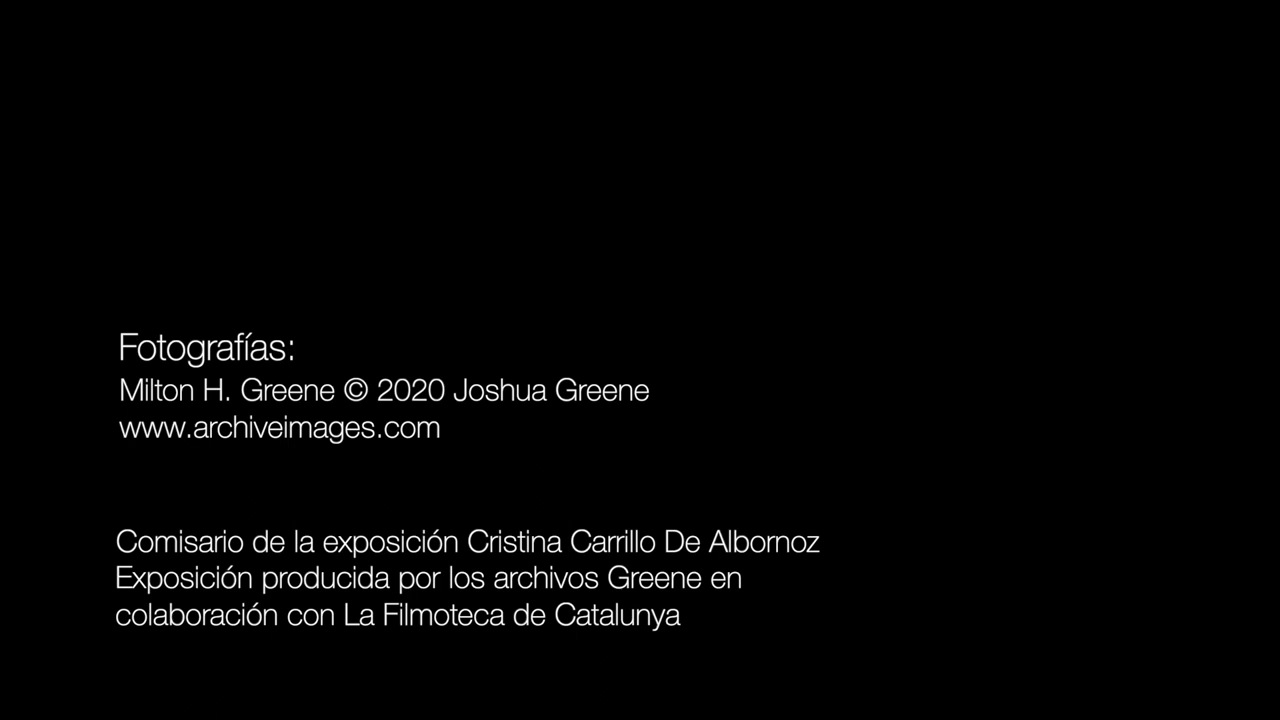 Fotografías:
Milton H. Greene © 2020 Joshua Greene
www.archiveimages.com
Comisario de la exposición Cristina Carrillo De Albornoz
Exposición producida por los archivos Greene en
colaboración con La Filmoteca de Catalunya